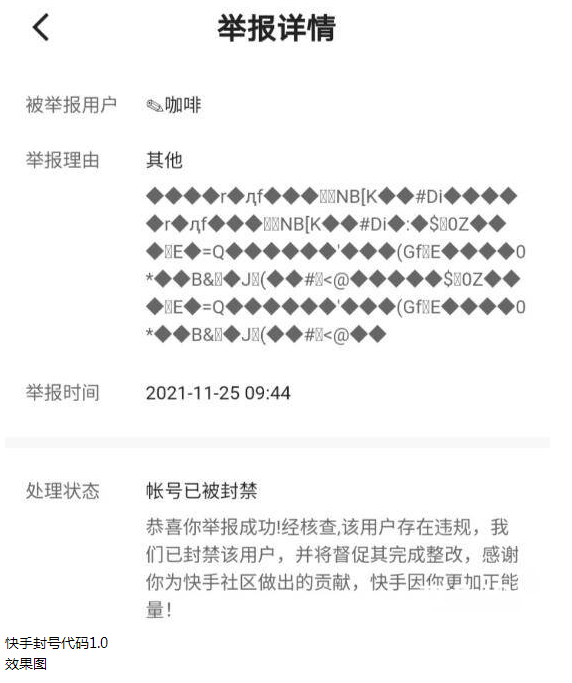 举报详情
被举报用户 ✎咖啡
举报理由 其他
◆◆◆◆r◆дf◆◆◆▯▯NB[K◆◆#Di◆◆◆◆
◆r◆дf◆◆◆▯▯NB[K◆◆#Di◆:◆$▯0Z◆◆
◆▯E◆=Q◆◆◆◆◆◆'◆◆◆(Gf▯E◆◆◆◆0
*◆◆B&▯◆J▯(◆◆#▯<@◆◆◆◆◆$▯0Z◆◆
◆▯E◆=Q◆◆◆◆◆◆'◆◆◆(Gf▯E◆◆◆◆0
*◆◆B&▯◆J▯(◆◆#▯<@◆◆
举报时间 2021-11-25 09:44
处理状态 帐号已被封禁
恭喜你举报成功!经核查,该用户存在违规，我
们已封禁该用户，并将督促其完成整改，感谢
你为快手社区做出的贡献，快手因你更加正能
量！
快手封号代码1.0
效果图